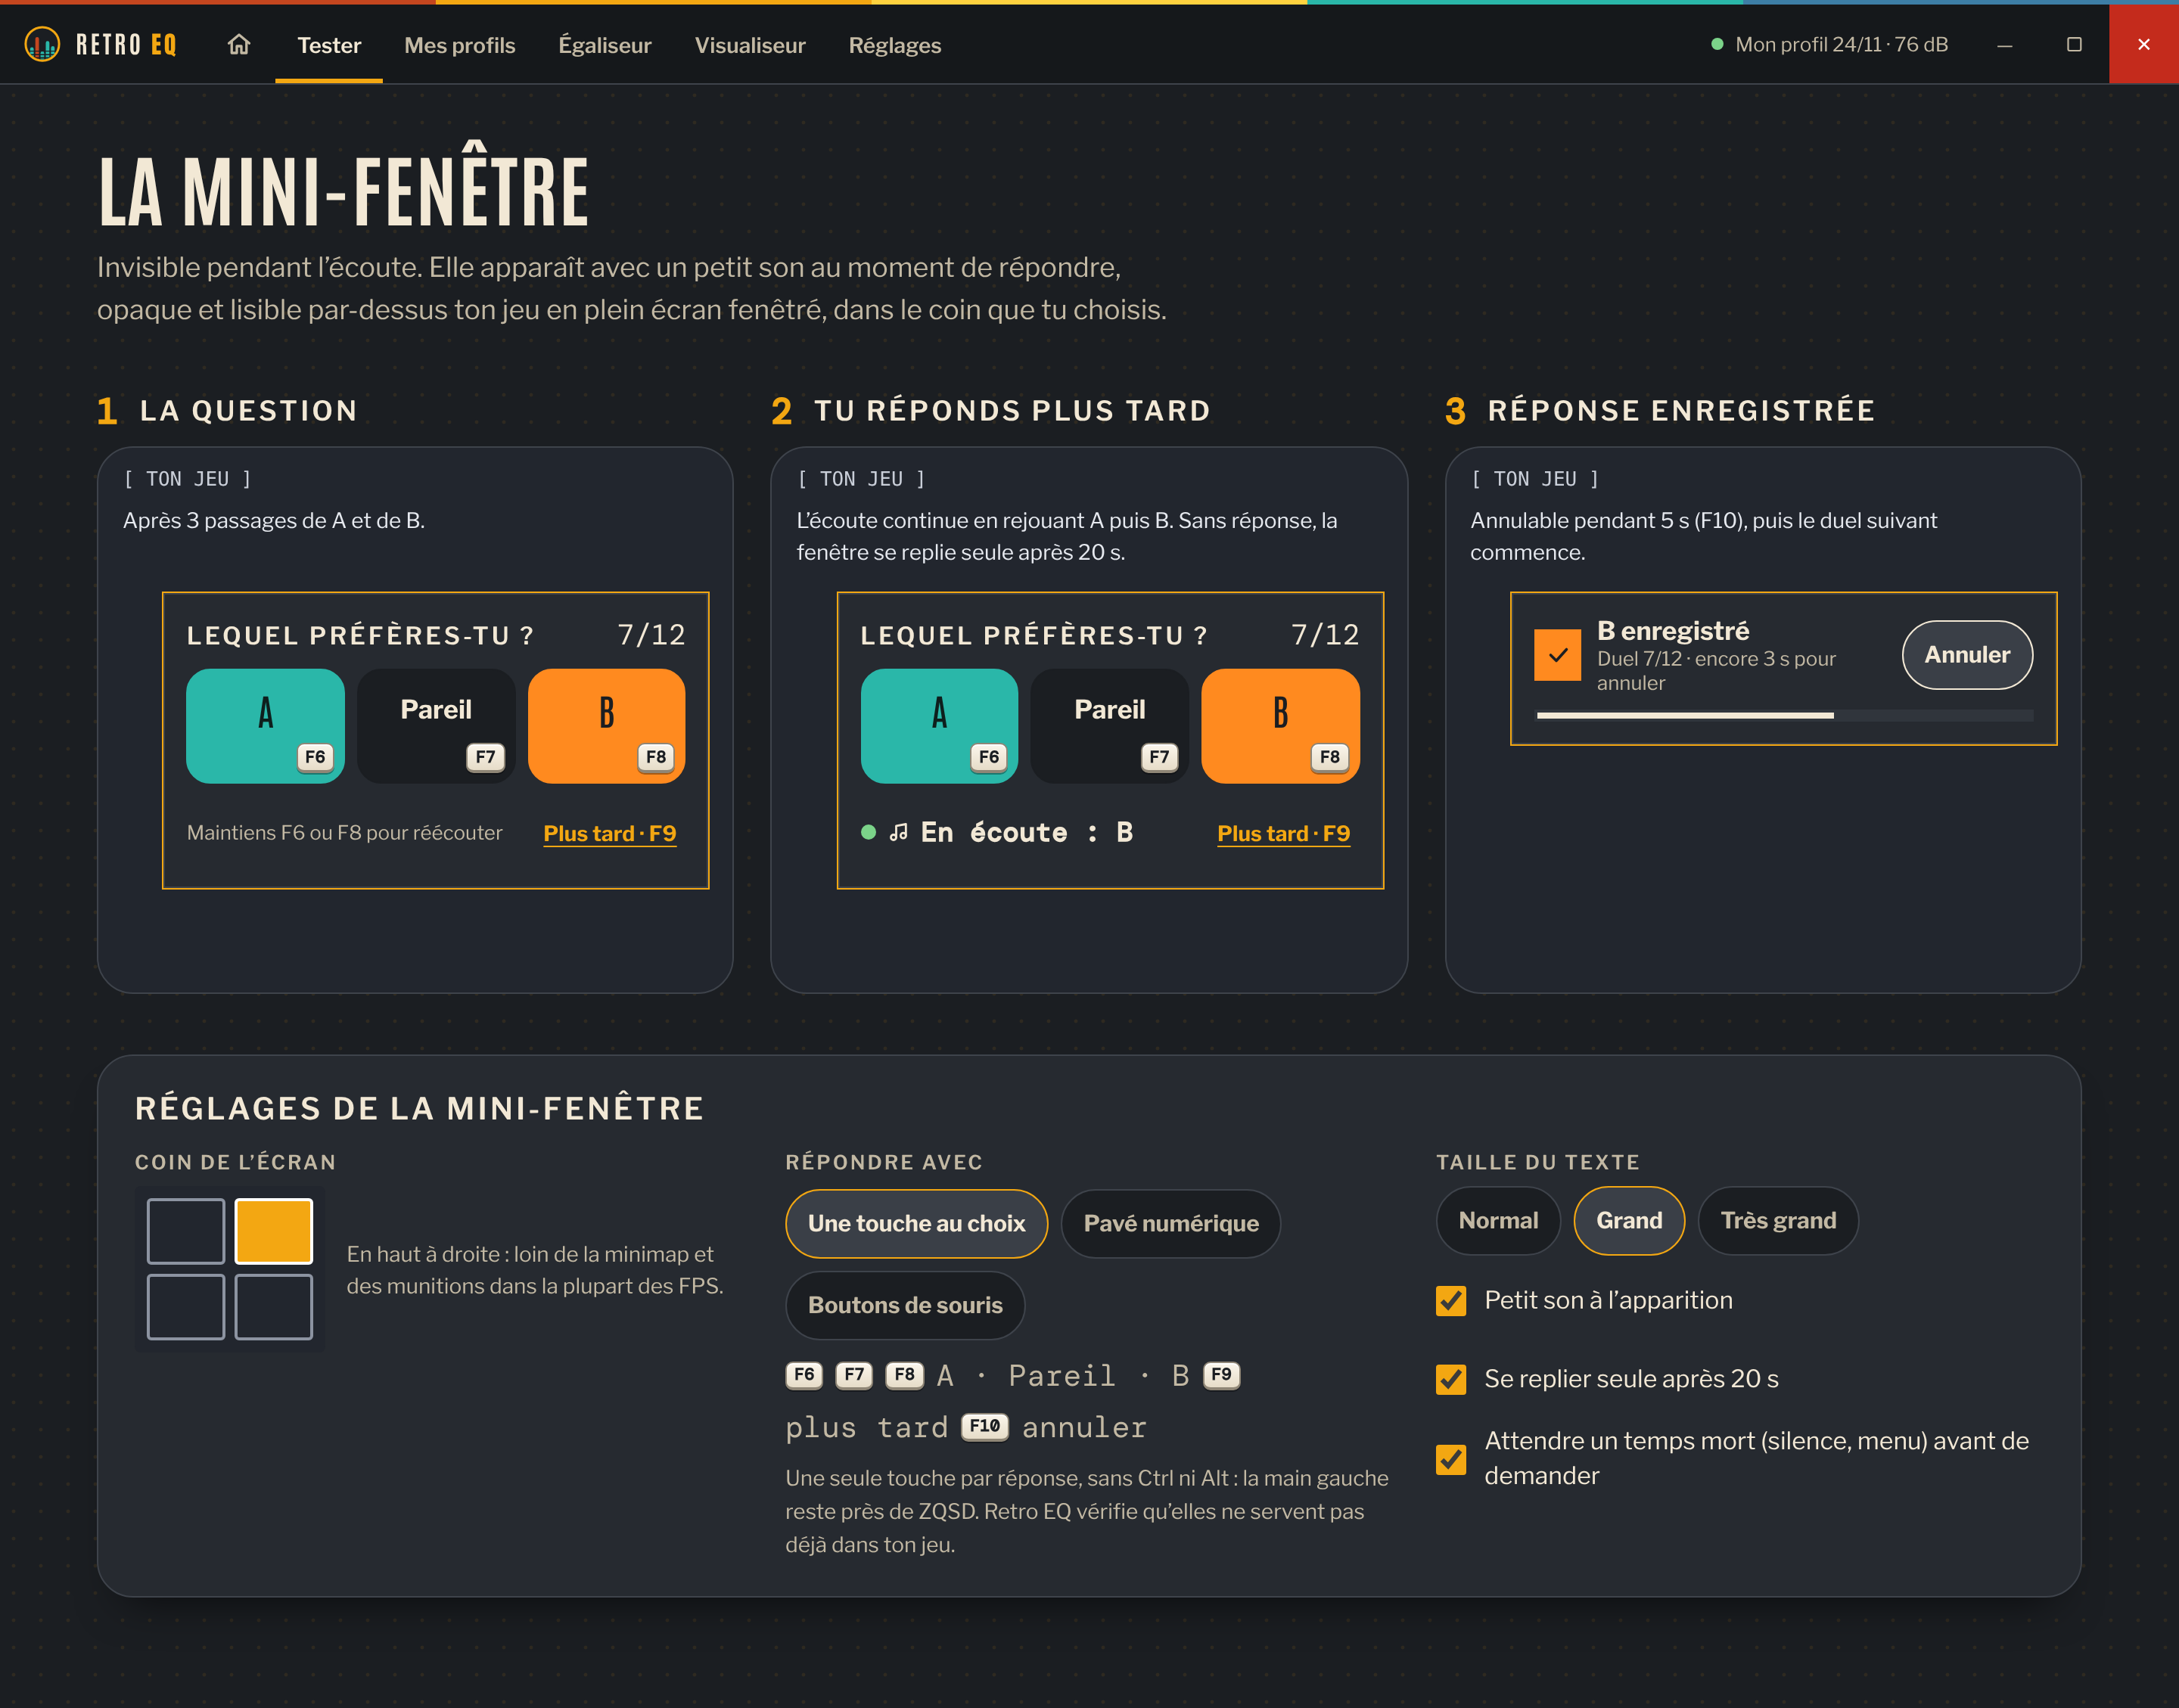 RETRO EQ
Tester
Mes profils
Égaliseur
Visualiseur
Réglages
Mon profil 24/11 · 76 dB
LA MINI-FENÊTRE
Invisible pendant l’écoute. Elle apparaît avec un petit son au moment de répondre,
opaque et lisible par-dessus ton jeu en plein écran fenêtré, dans le coin que tu choisis.
1 LA QUESTION
[ TON JEU ]
Après 3 passages de A et de B.
LEQUEL PRÉFÈRES-TU ? 7/12
A
F6
Pareil
F7
B
F8
Maintiens F6 ou F8 pour réécouter
Plus tard · F9
2 TU RÉPONDS PLUS TARD
[ TON JEU ]
L’écoute continue en rejouant A puis B. Sans réponse, la
fenêtre se replie seule après 20 s.
LEQUEL PRÉFÈRES-TU ? 7/12
A
F6
Pareil
F7
B
F8
En écoute : B
Plus tard · F9
3 RÉPONSE ENREGISTRÉE
[ TON JEU ]
Annulable pendant 5 s (F10), puis le duel suivant
commence.
B enregistré
Duel 7/12 · encore 3 s pour
annuler
Annuler
RÉGLAGES DE LA MINI-FENÊTRE
COIN DE L’ÉCRAN
En haut à droite : loin de la minimap et
des munitions dans la plupart des FPS.
RÉPONDRE AVEC
Une touche au choix
Pavé numérique
Boutons de souris
F6 F7 F8 A · Pareil · B F9
plus tard F10 annuler
Une seule touche par réponse, sans Ctrl ni Alt : la main gauche
reste près de ZQSD. Retro EQ vérifie qu’elles ne servent pas
déjà dans ton jeu.
TAILLE DU TEXTE
Normal
Grand
Très grand
Petit son à l’apparition
Se replier seule après 20 s
Attendre un temps mort (silence, menu) avant de
demander